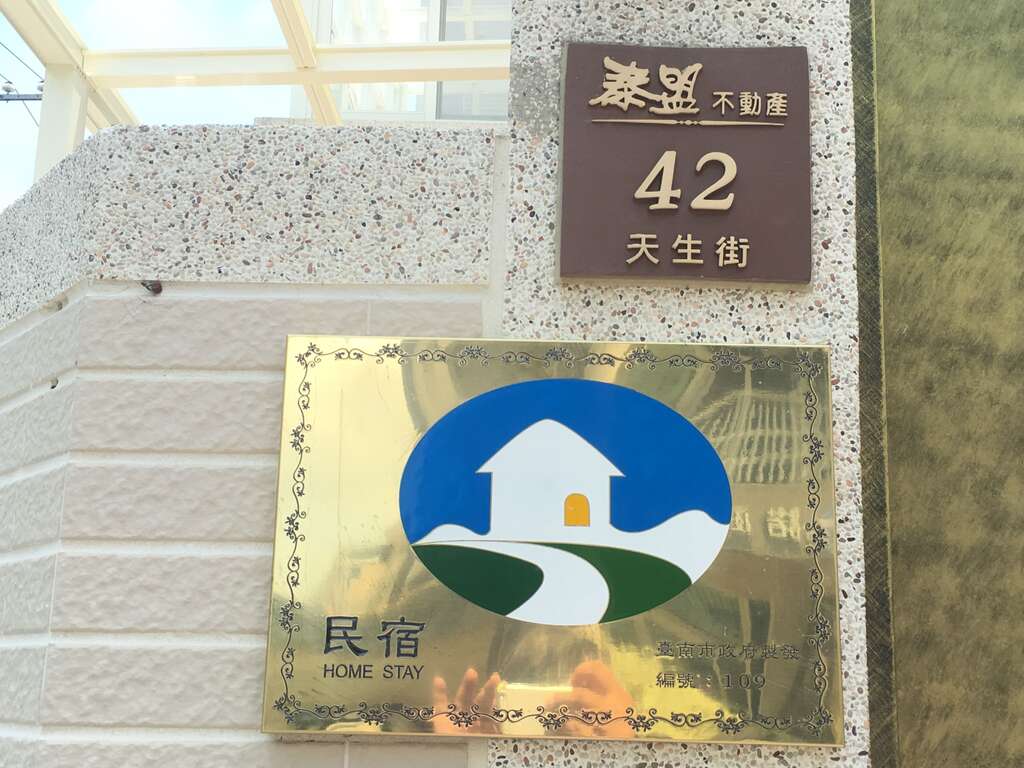 泰盟 不動產
42
天生街
民宿
HOME STAY
臺南市政府製發
編號：109